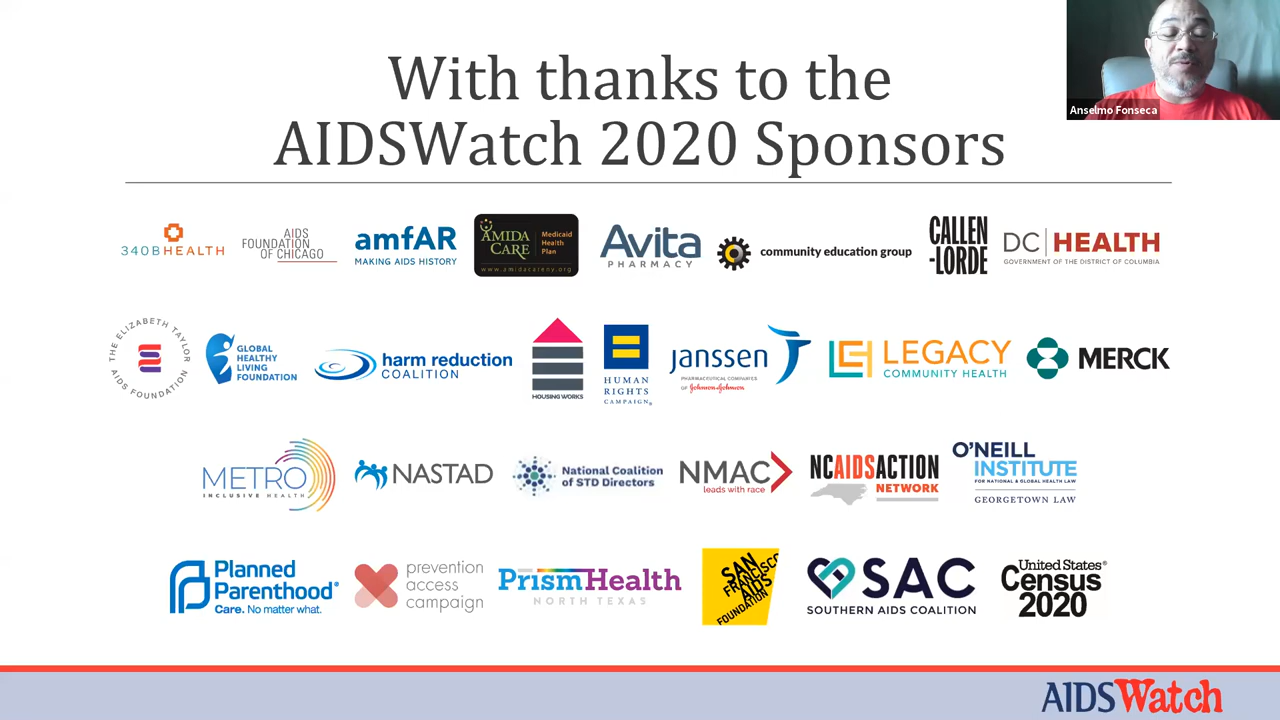 With thanks to the
AIDSWatch 2020 Sponsors
Anselmo Fonseca
340BHEALTH
AIDS
FOUNDATION
OF CHICAGO
amfAR
MAKING AIDS HISTORY
AMIDA
CARE
Medicaid
Health
Plan
www.amidacareny.org
Avita
PHARMACY
community education group
CALLEN
-LORDE
DC HEALTH
GOVERNMENT OF THE DISTRICT OF COLUMBIA
THE ELIZABETH TAYLOR
AIDS FOUNDATION
GLOBAL
HEALTHY
LIVING
FOUNDATION
harm reduction
COALITION
HOUSING WORKS
HUMAN
RIGHTS
CAMPAIGN®
janssen
PHARMACEUTICAL COMPANIES
OF Johnson & Johnson
LEGACY
COMMUNITY HEALTH
MERCK
METRO
INCLUSIVE HEALTH
NASTAD
National Coalition
of STD Directors
NMAC
leads with race
NCAIDSACTION
NETWORK
O'NEILL
INSTITUTE
FOR NATIONAL & GLOBAL HEALTH LAW
GEORGETOWN LAW
Planned
Parenthood®
Care. No matter what.
prevention
access
campaign
PrismHealth
NORTH TEXAS
SAN
FRANCISCO
AIDS
FOUNDATION
SAC
SOUTHERN AIDS COALITION
United States®
Census
2020
AIDSWatch